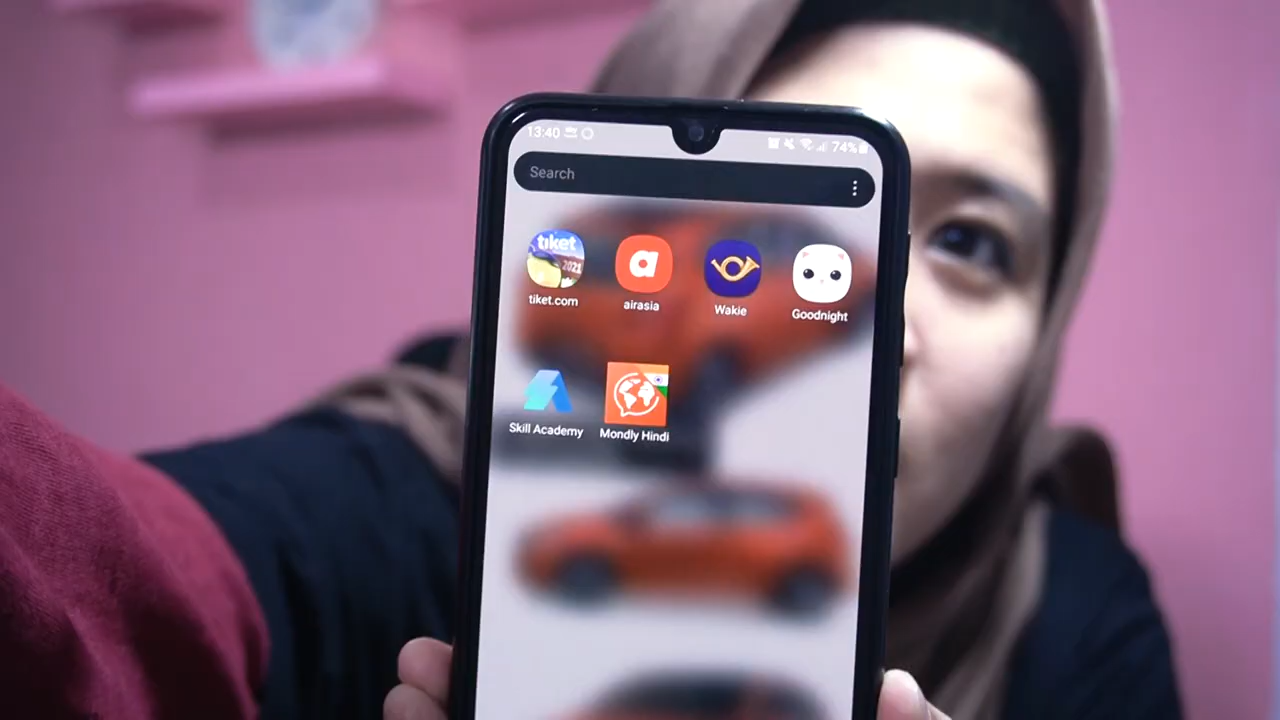 13:40
74%
Search
tiket
2021
a
tiket.com
airasia
Wakie
Goodnight
Skill Academy
Mondly Hindi